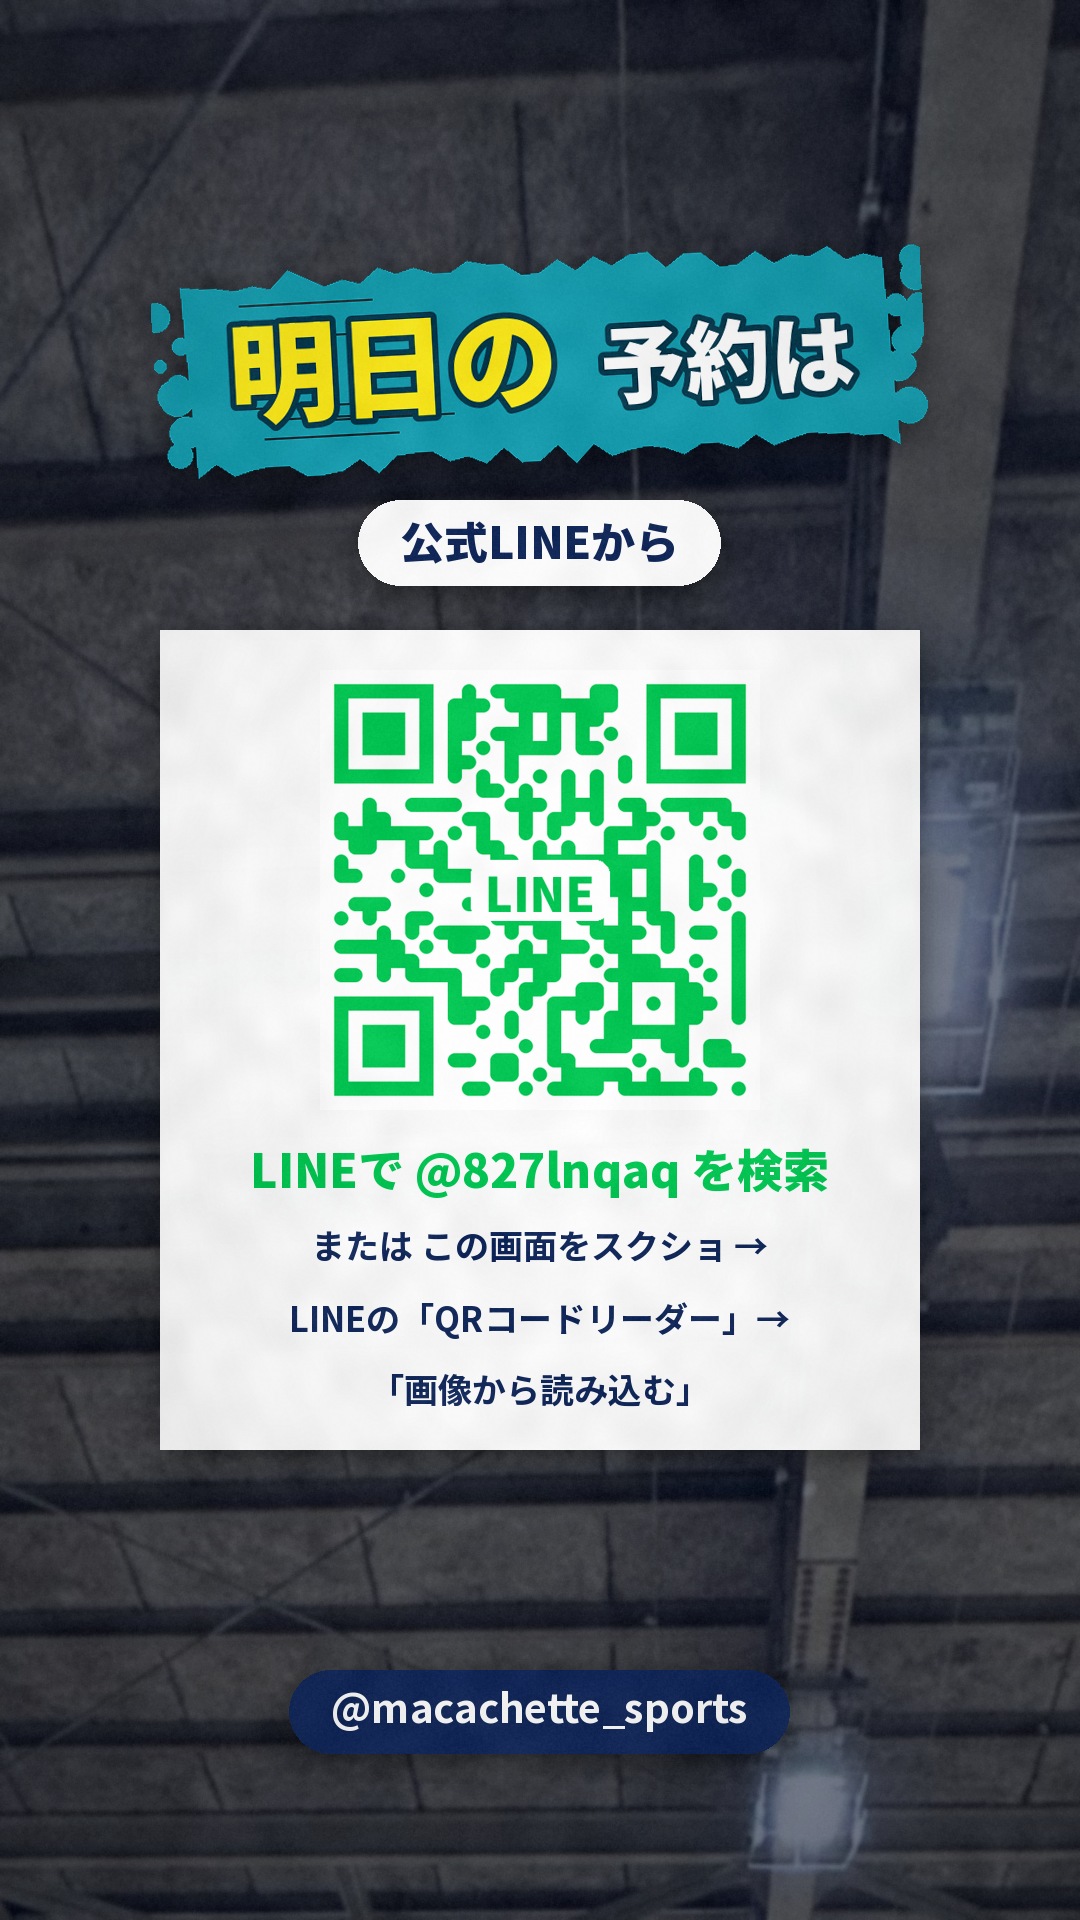 明日の 予約は
公式LINEから
LINE
LINEで @827lnqaq を検索
または この画面をスクショ →
LINEの「QRコードリーダー」→
「画像から読み込む」
@macachette_sports